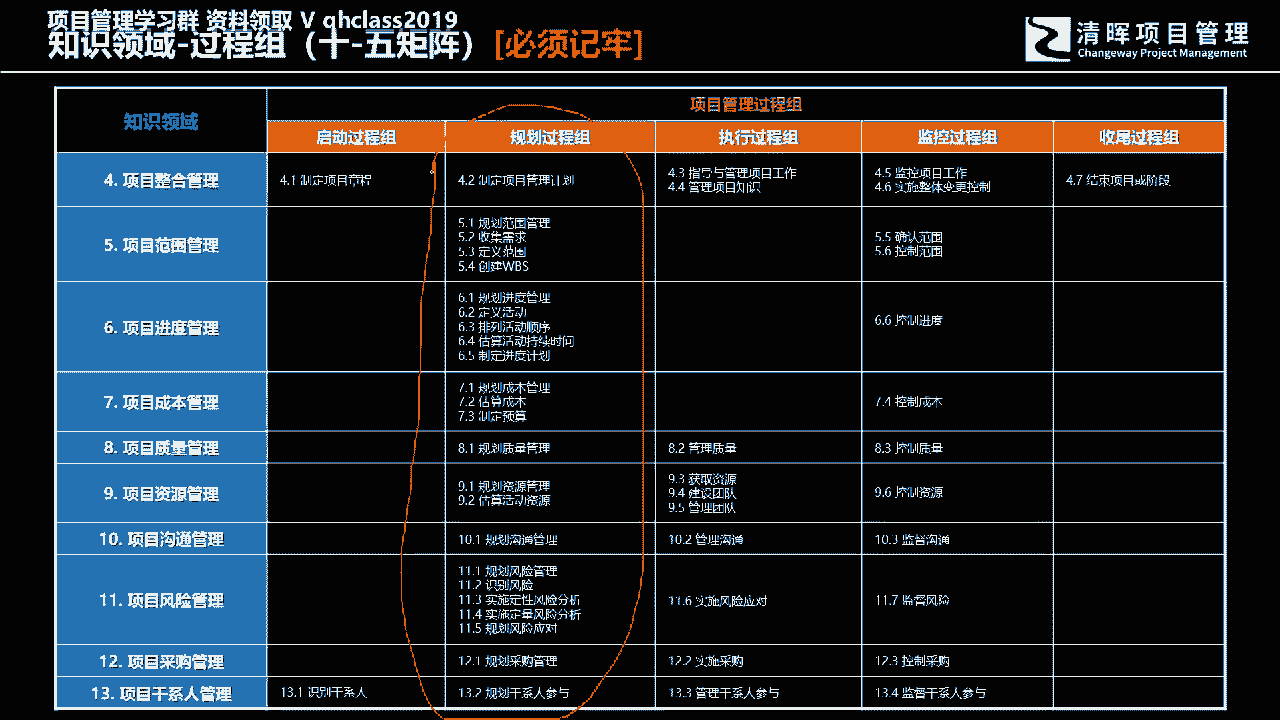 项目管理学习群 资料领取 V qhclass2019
知识领域-过程组（十-五矩阵）[必须记牢]
清晖项目管理
Changeway Project Management
知识领域
项目管理过程组
启动过程组
规划过程组
执行过程组
监控过程组
收尾过程组
4. 项目整合管理
4.1 制定项目章程
4.2 制定项目管理计划
4.3 指导与管理项目工作
4.4 管理项目知识
4.5 监控项目工作
4.6 实施整体变更控制
4.7 结束项目或阶段
5. 项目范围管理
5.1 规划范围管理
5.2 收集需求
5.3 定义范围
5.4 创建WBS
5.5 确认范围
5.6 控制范围
6. 项目进度管理
6.1 规划进度管理
6.2 定义活动
6.3 排列活动顺序
6.4 估算活动持续时间
6.5 制定进度计划
6.6 控制进度
7. 项目成本管理
7.1 规划成本管理
7.2 估算成本
7.3 制定预算
7.4 控制成本
8. 项目质量管理
8.1 规划质量管理
8.2 管理质量
8.3 控制质量
9. 项目资源管理
9.1 规划资源管理
9.2 估算活动资源
9.3 获取资源
9.4 建设团队
9.5 管理团队
9.6 控制资源
10. 项目沟通管理
10.1 规划沟通管理
10.2 管理沟通
10.3 监督沟通
11. 项目风险管理
11.1 规划风险管理
11.2 识别风险
11.3 实施定性风险分析
11.4 实施定量风险分析
11.5 规划风险应对
11.6 实施风险应对
11.7 监督风险
12. 项目采购管理
12.1 规划采购管理
12.2 实施采购
12.3 控制采购
13. 项目干系人管理
13.1 识别干系人
13.2 规划干系人参与
13.3 管理干系人参与
13.4 监督干系人参与